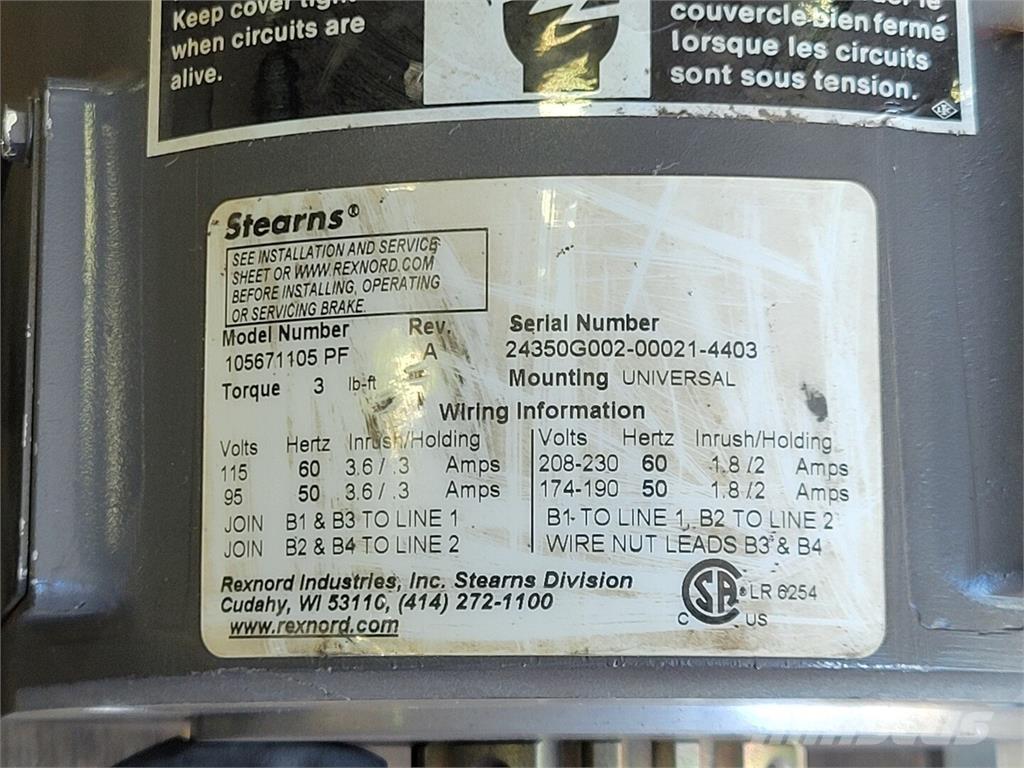 Keep cover
when circuits are
alive.
couvercle bien fermé
lorsque les circuits
sont sous tension.
Stearns®
SEE INSTALLATION AND SERVICE
SHEET OR WWW.REXNORD.COM
BEFORE INSTALLING, OPERATING
OR SERVICING BRAKE.
Model Number Rev. Serial Number
105671105 PF A 24350G002-00021-4403
Torque 3 lb-ft Mounting UNIVERSAL
Wiring Information
Volts Hertz Inrush/Holding Volts Hertz Inrush/Holding
115 60 3.6 / .3 Amps 208-230 60 1.8 /2 Amps
95 50 3.6 / .3 Amps 174-190 50 1.8 /2 Amps
JOIN B1 & B3 TO LINE 1 B1 TO LINE 1, B2 TO LINE 2
JOIN B2 & B4 TO LINE 2 WIRE NUT LEADS B3 & B4
Rexnord Industries, Inc. Stearns Division
Cudahy, WI 53110, (414) 272-1100
www.rexnord.com
SA ® LR 6254
C US